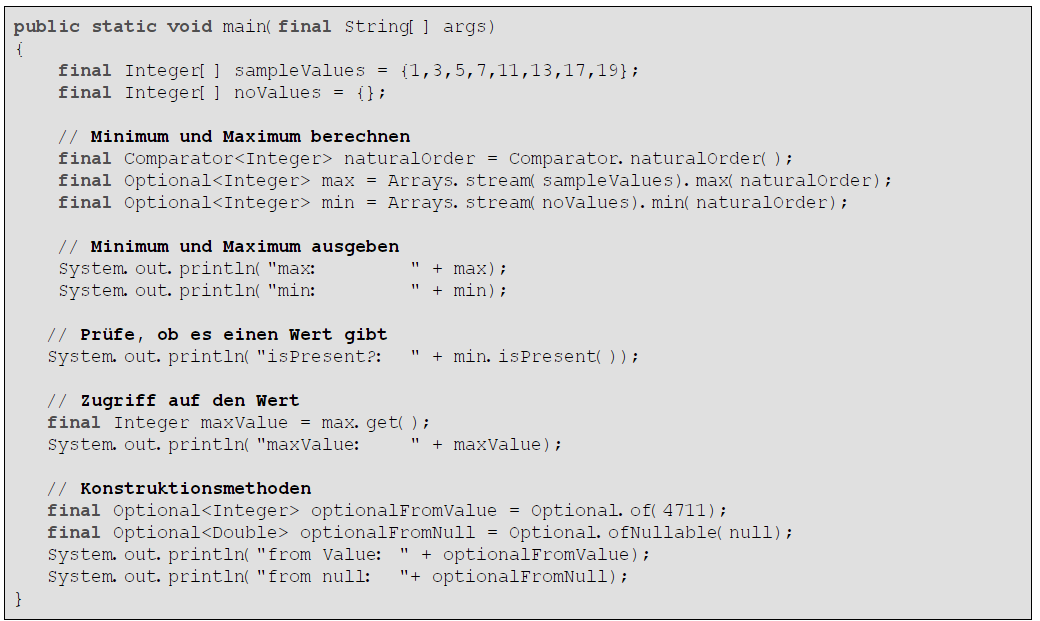 public static void main(final String[] args)
{
    final Integer[] sampleValues = {1,3,5,7,11,13,17,19};
    final Integer[] noValues = {};

    // Minimum und Maximum berechnen
    final Comparator<Integer> naturalOrder = Comparator.naturalOrder();
    final Optional<Integer> max = Arrays.stream(sampleValues).max(naturalOrder);
    final Optional<Integer> min = Arrays.stream(noValues).min(naturalOrder);

    // Minimum und Maximum ausgeben
    System.out.println("max:        " + max);
    System.out.println("min:        " + min);

   // Prüfe, ob es einen Wert gibt
   System.out.println("isPresent?:  " + min.isPresent());

   // Zugriff auf den Wert
   final Integer maxValue = max.get();
   System.out.println("maxValue:    " + maxValue);

   // Konstruktionsmethoden
   final Optional<Integer> optionalFromValue = Optional.of(4711);
   final Optional<Double> optionalFromNull = Optional.ofNullable(null);
   System.out.println("from Value: " + optionalFromValue);
   System.out.println("from null:  "+ optionalFromNull);
}